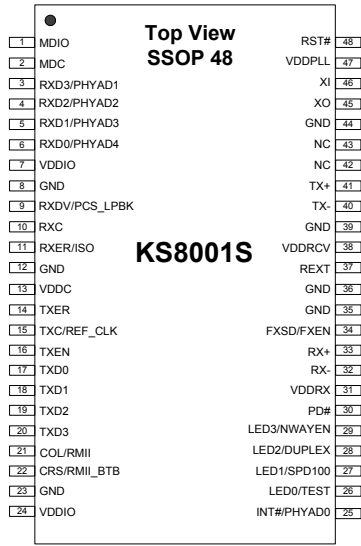 Top View
SSOP 48
KS8001S
1 MDIO
2 MDC
3 RXD3/PHYAD1
4 RXD2/PHYAD2
5 RXD1/PHYAD3
6 RXD0/PHYAD4
7 VDDIO
8 GND
9 RXDV/PCS_LPBK
10 RXC
11 RXER/ISO
12 GND
13 VDDC
14 TXER
15 TXC/REF_CLK
16 TXEN
17 TXD0
18 TXD1
19 TXD2
20 TXD3
21 COL/RMII
22 CRS/RMII_BTB
23 GND
24 VDDIO
RST# 48
VDDPLL 47
XI 46
XO 45
GND 44
NC 43
NC 42
TX+ 41
TX- 40
GND 39
VDDRCV 38
REXT 37
GND 36
GND 35
FXSD/FXEN 34
RX+ 33
RX- 32
VDDRX 31
PD# 30
LED3/NWAYEN 29
LED2/DUPLEX 28
LED1/SPD100 27
LED0/TEST 26
INT#/PHYAD0 25